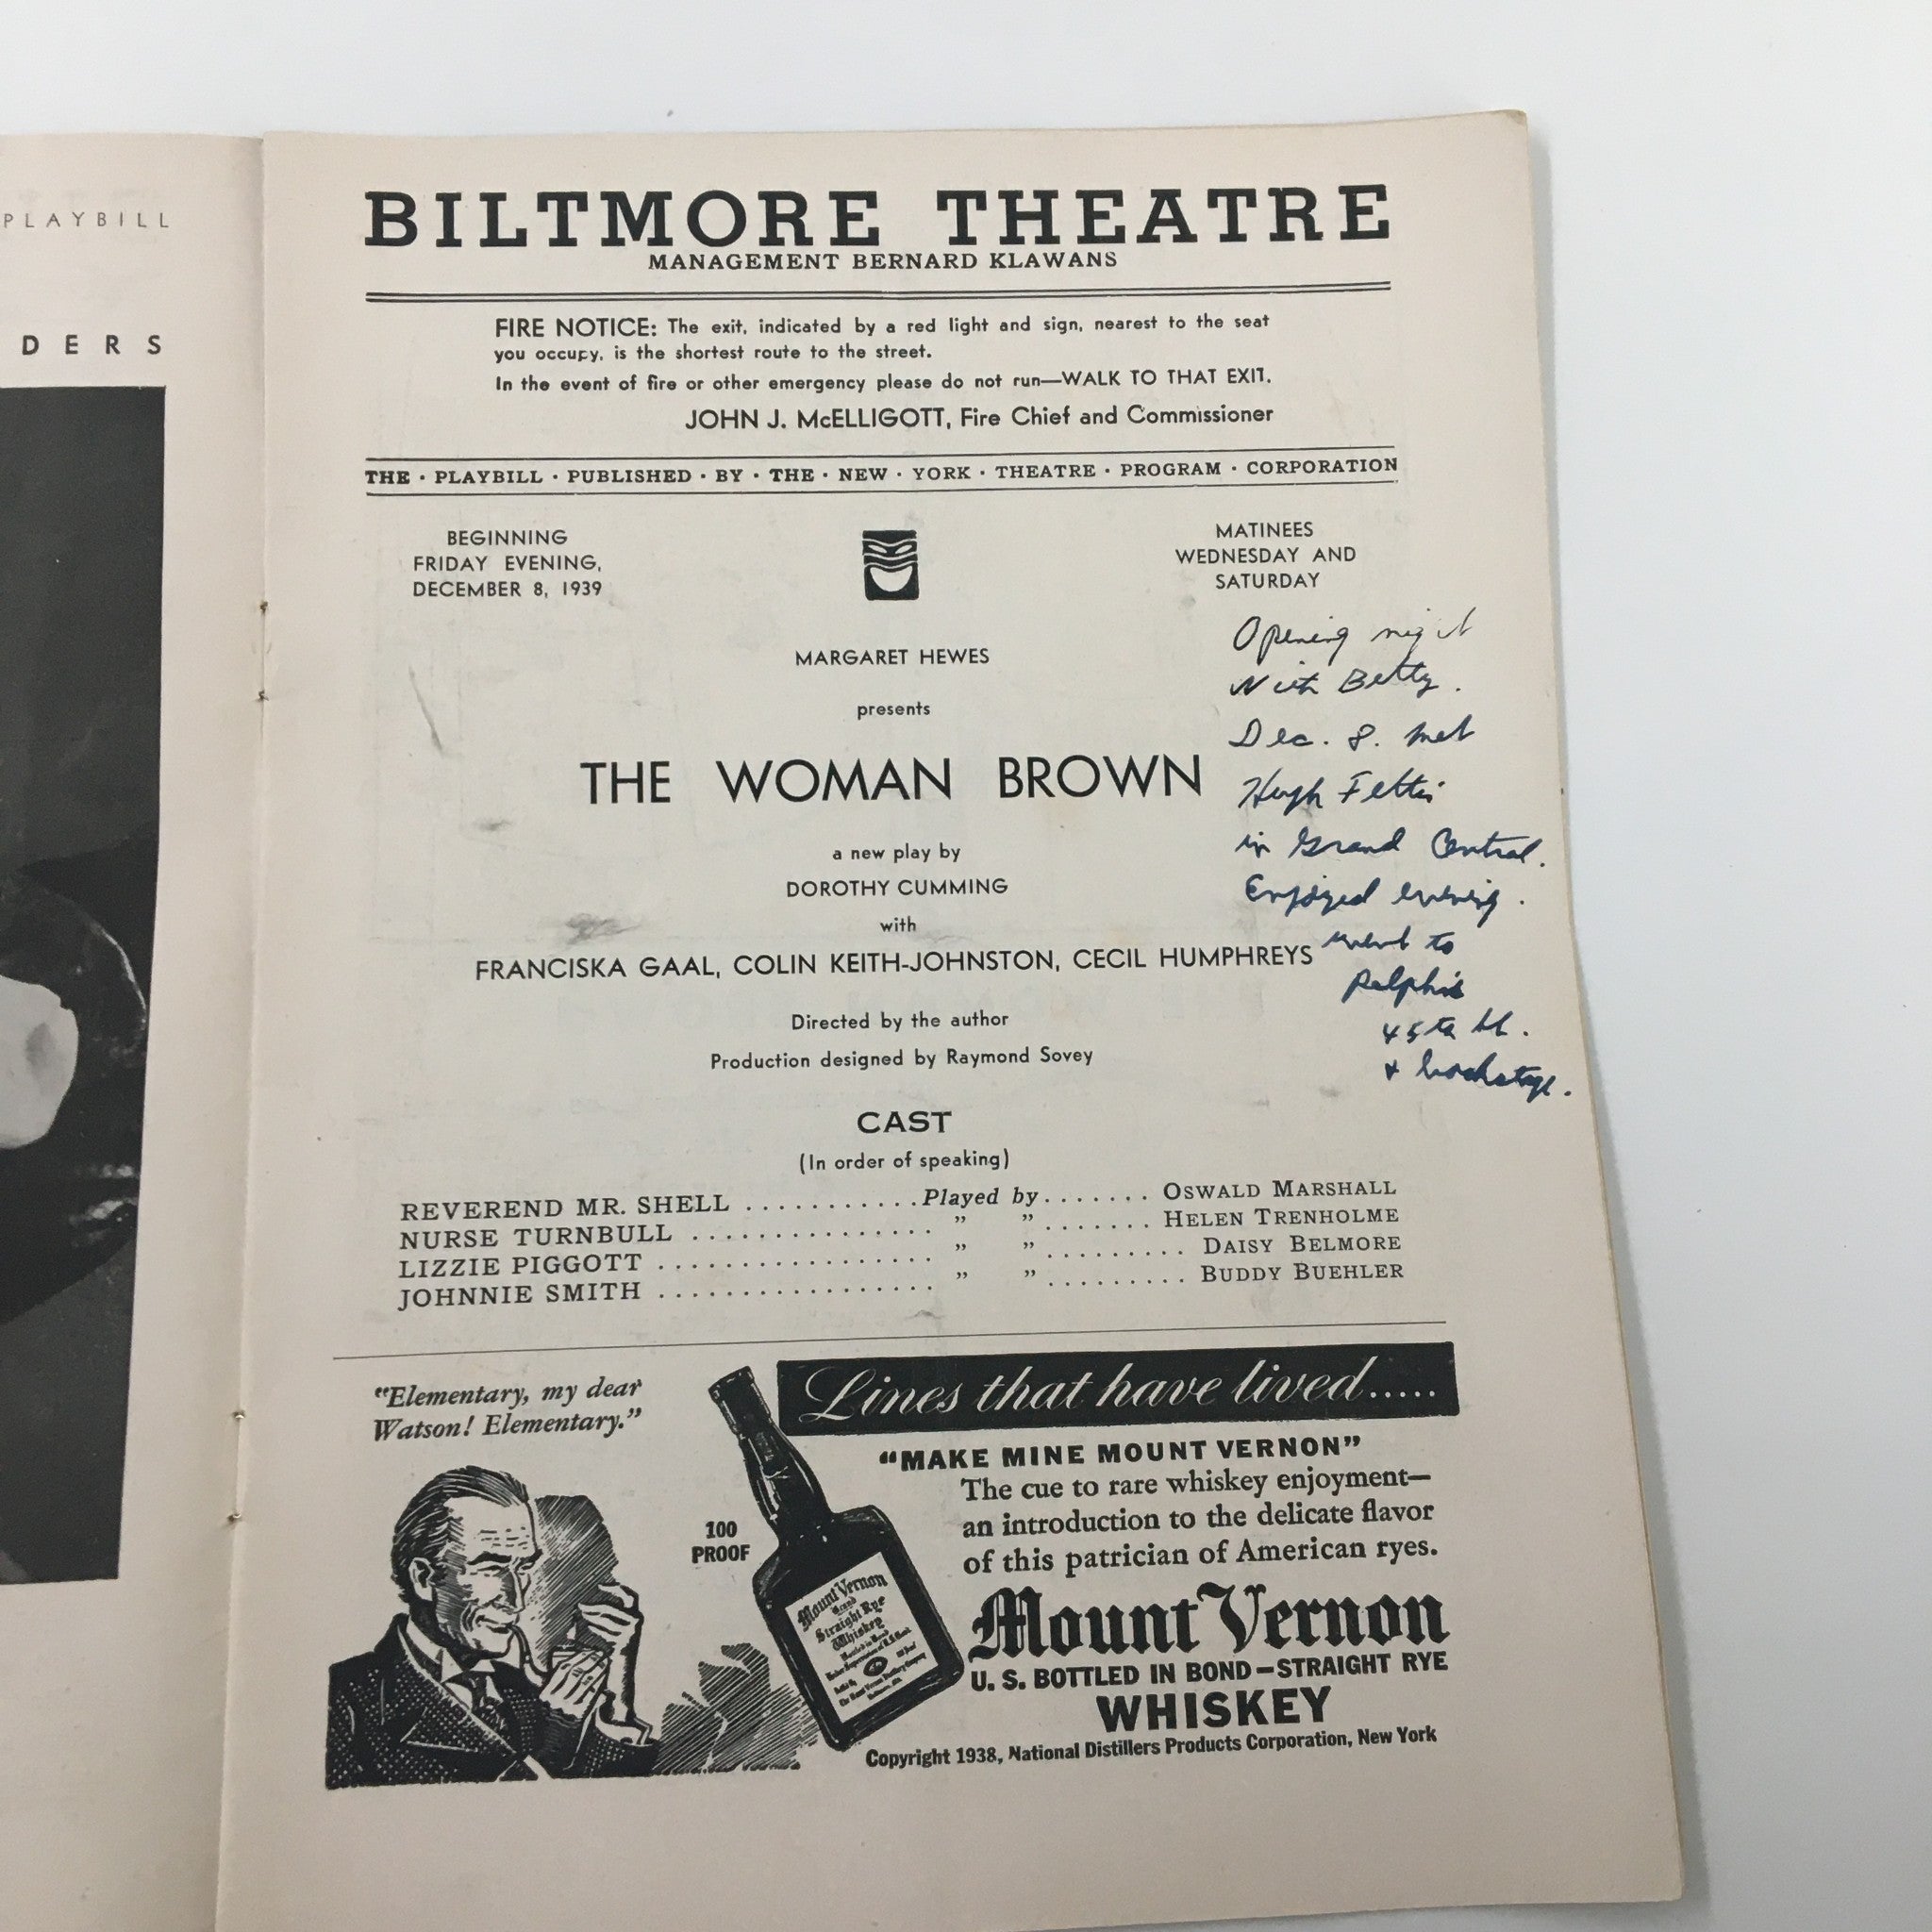 PLAYBILL
DERS
BILTMORE THEATRE
MANAGEMENT BERNARD KLAWANS
FIRE NOTICE: The exit, indicated by a red light and sign, nearest to the seat
you occupy, is the shortest route to the street.
In the event of fire or other emergency please do not run—WALK TO THAT EXIT.
JOHN J. McELLIGOTT, Fire Chief and Commissioner
THE · PLAYBILL · PUBLISHED · BY · THE · NEW · YORK · THEATRE · PROGRAM · CORPORATION
BEGINNING
FRIDAY EVENING,
DECEMBER 8, 1939
MATINEES
WEDNESDAY AND
SATURDAY
MARGARET HEWES
presents
THE WOMAN BROWN
a new play by
DOROTHY CUMMING
with
FRANCISKA GAAL, COLIN KEITH-JOHNSTON, CECIL HUMPHREYS
Directed by the author
Production designed by Raymond Sovey
Opening night
With Betty.
Dec. 8. Met
Hugh
in Grand Central.
Enjoyed evening.
Went to
Ralph's
45th St.
+ backstage.
CAST
(In order of speaking)
REVEREND MR. SHELL ........... Played by ....... OSWALD MARSHALL
NURSE TURNBULL ............... " " ....... HELEN TRENHOLME
LIZZIE PIGGOTT ................. " " ......... DAISY BELMORE
JOHNNIE SMITH ................. " " ......... BUDDY BUEHLER
"Elementary, my dear
Watson! Elementary."
Lines that have lived.....
"MAKE MINE MOUNT VERNON"
The cue to rare whiskey enjoyment—
an introduction to the delicate flavor
of this patrician of American ryes.
100
PROOF
Mount Vernon
Brand
Straight Rye
Whiskey
Mount Vernon
U. S. BOTTLED IN BOND—STRAIGHT RYE
WHISKEY
Copyright 1938, National Distillers Products Corporation, New York